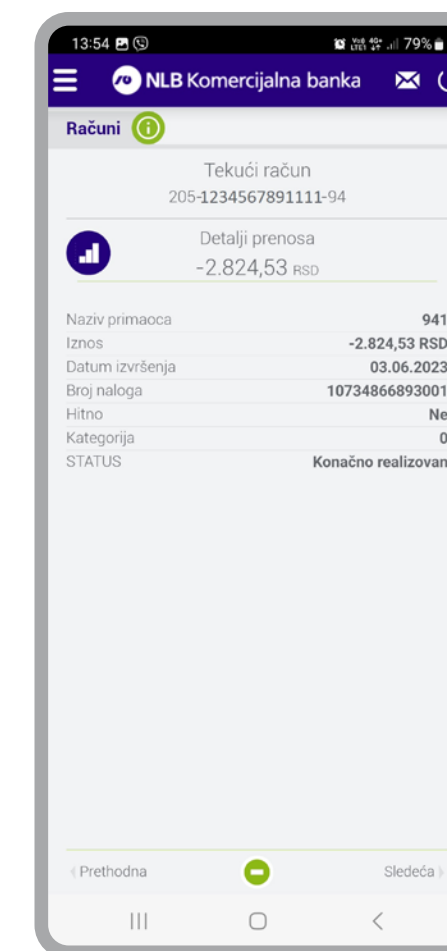 13:54 79%
NLB Komercijalna banka
Računi
Tekući račun
205-1234567891111-94
Detalji prenosa
-2.824,53 RSD
Naziv primaoca 941
Iznos -2.824,53 RSD
Datum izvršenja 03.06.2023
Broj naloga 10734866893001
Hitno Ne
Kategorija 0
STATUS Konačno realizovan
Prethodna Sledeća